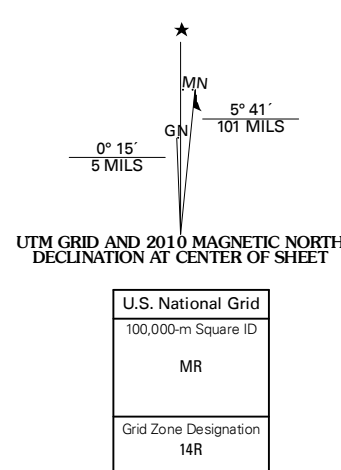 MN
5° 41´
101 MILS
GN
0° 15´
5 MILS
UTM GRID AND 2010 MAGNETIC NORTH
DECLINATION AT CENTER OF SHEET
U.S. National Grid
100,000-m Square ID
MR
Grid Zone Designation
14R